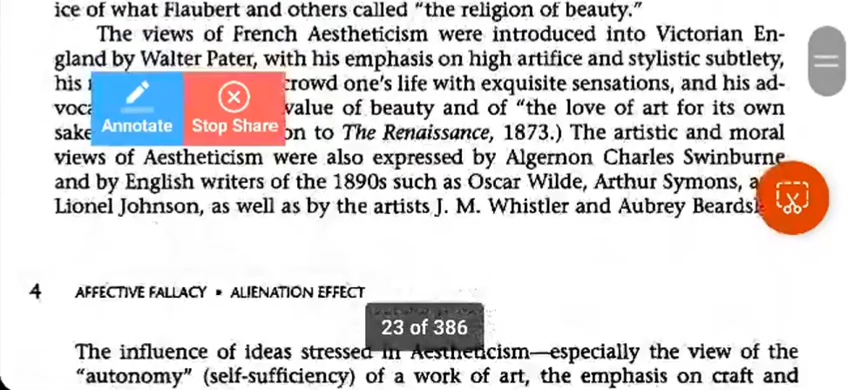 ice of what Flaubert and others called “the religion of beauty.”
The views of French Aestheticism were introduced into Victorian En-
gland by Walter Pater, with his emphasis on high artifice and stylistic subtlety,
his crowd one's life with exquisite sensations, and his ad-
voca value of beauty and of “the love of art for its own
Annotate Stop Share
sake on to The Renaissance, 1873.) The artistic and moral
views of Aestheticism were also expressed by Algernon Charles Swinburne
and by English writers of the 1890s such as Oscar Wilde, Arthur Symons,
Lionel Johnson, as well as by the artists J. M. Whistler and Aubrey Beardsl
4 AFFECTIVE FALLACY • ALIENATION EFFECT
23 of 386
The influence of ideas stressed in Aestheticism—especially the view of the
“autonomy” (self-sufficiency) of a work of art, the emphasis on craft and